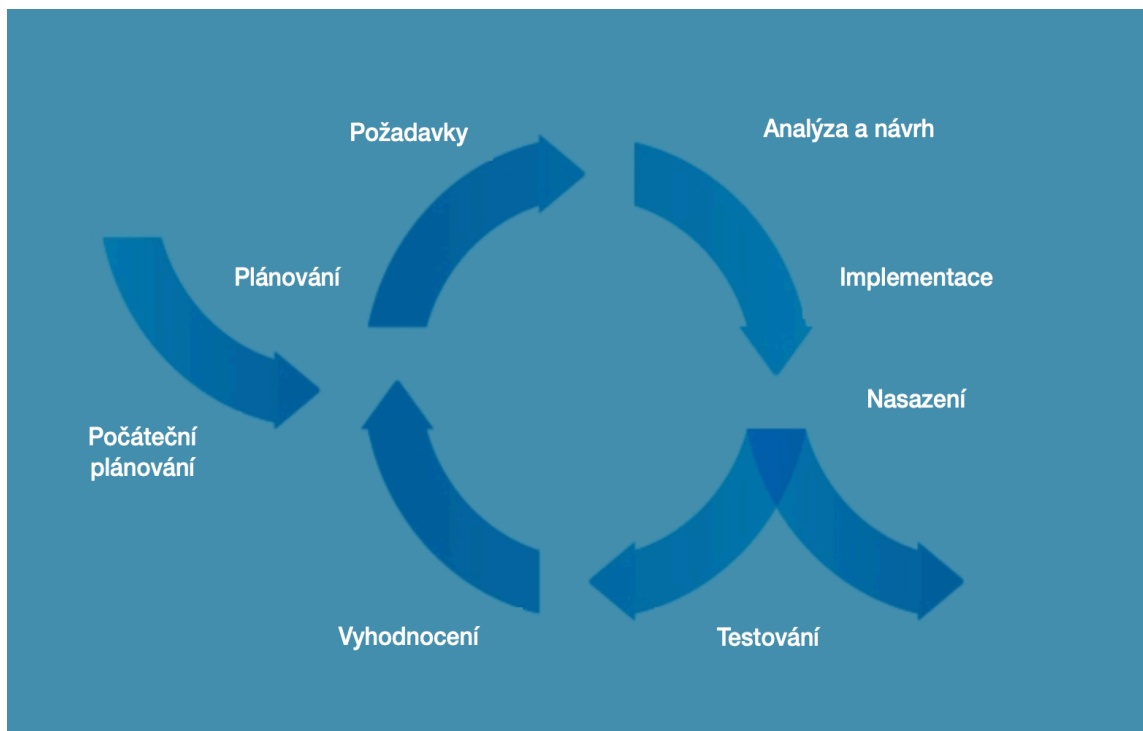 Požadavky
Analýza a návrh
Plánování
Implementace
Nasazení
Počáteční
plánování
Vyhodnocení
Testování